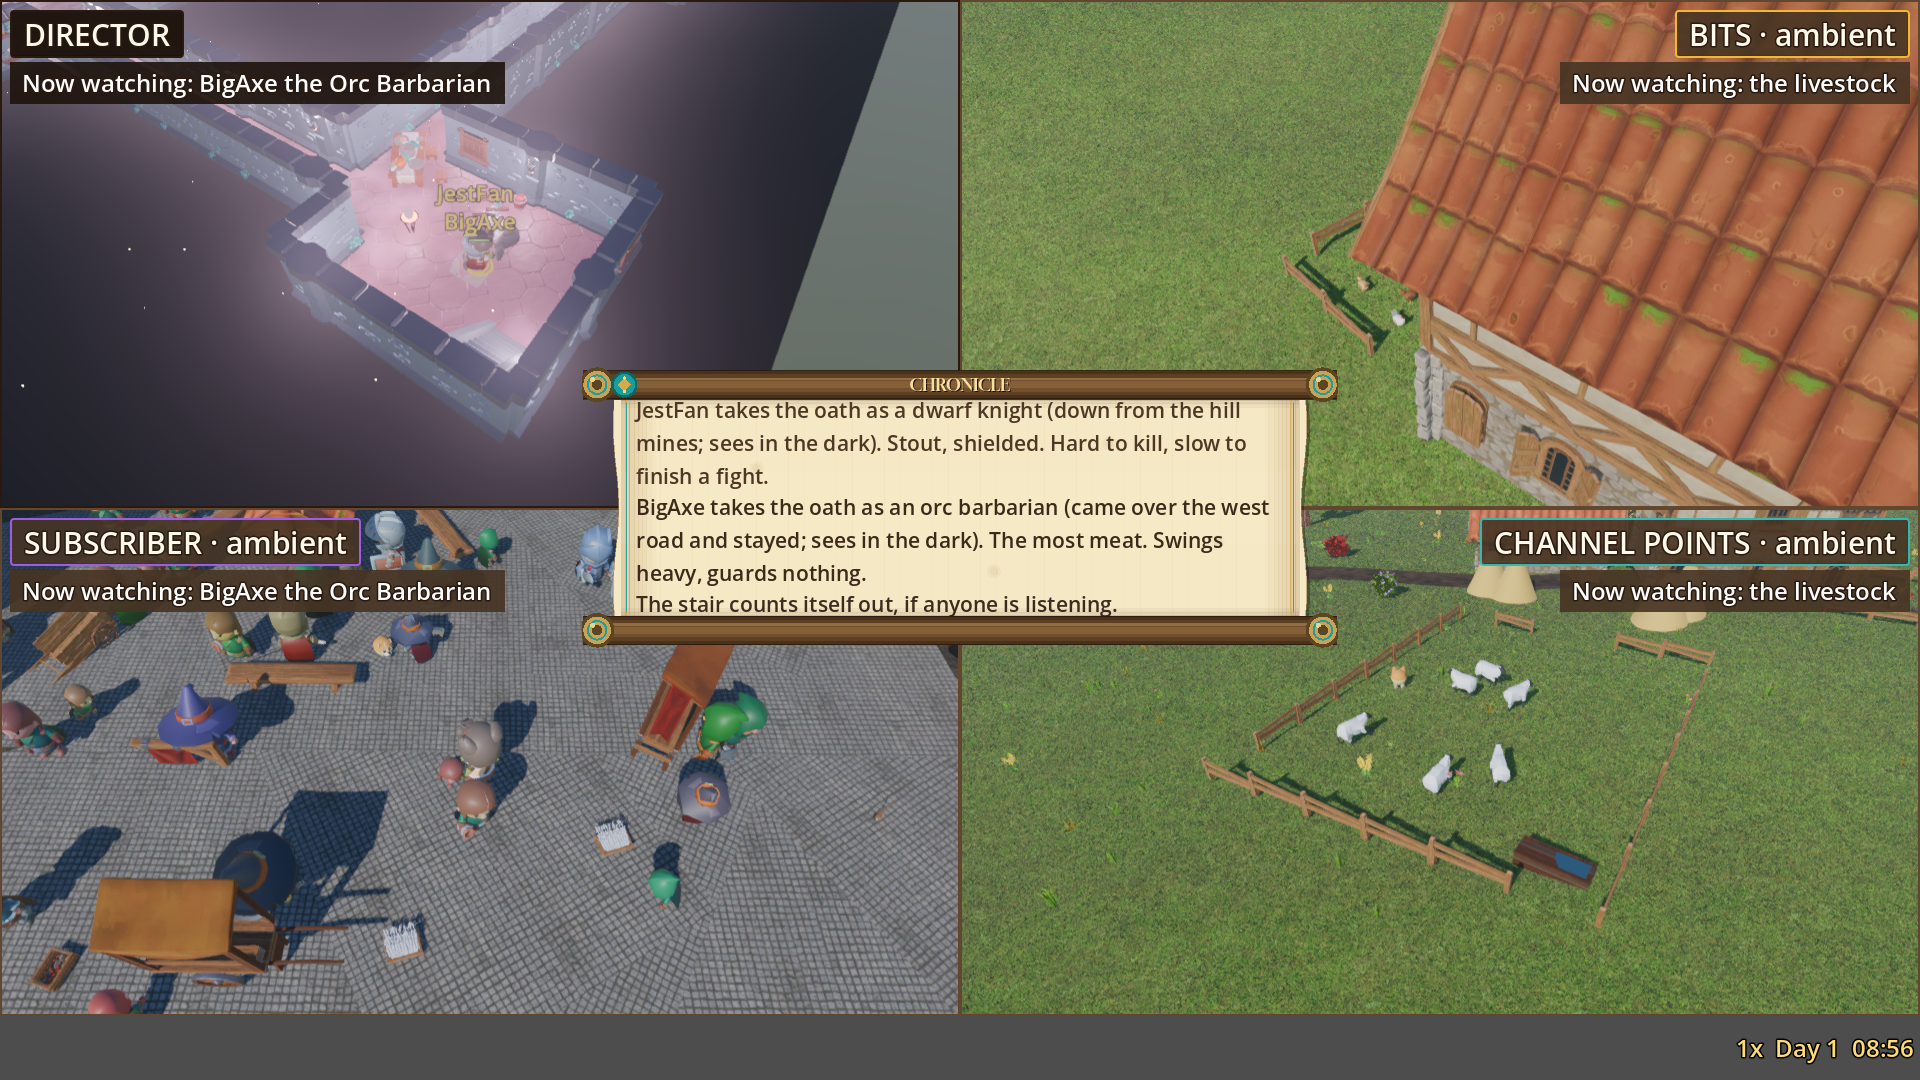 DIRECTOR
Now watching: BigAxe the Orc Barbarian
BITS · ambient
Now watching: the livestock
JestFan
BigAxe
CHRONICLE
JestFan takes the oath as a dwarf knight (down from the hill
mines; sees in the dark). Stout, shielded. Hard to kill, slow to
finish a fight.
BigAxe takes the oath as an orc barbarian (came over the west
road and stayed; sees in the dark). The most meat. Swings
heavy, guards nothing.
The stair counts itself out, if anyone is listening.
SUBSCRIBER · ambient
Now watching: BigAxe the Orc Barbarian
CHANNEL POINTS · ambient
Now watching: the livestock
1x Day 1 08:56